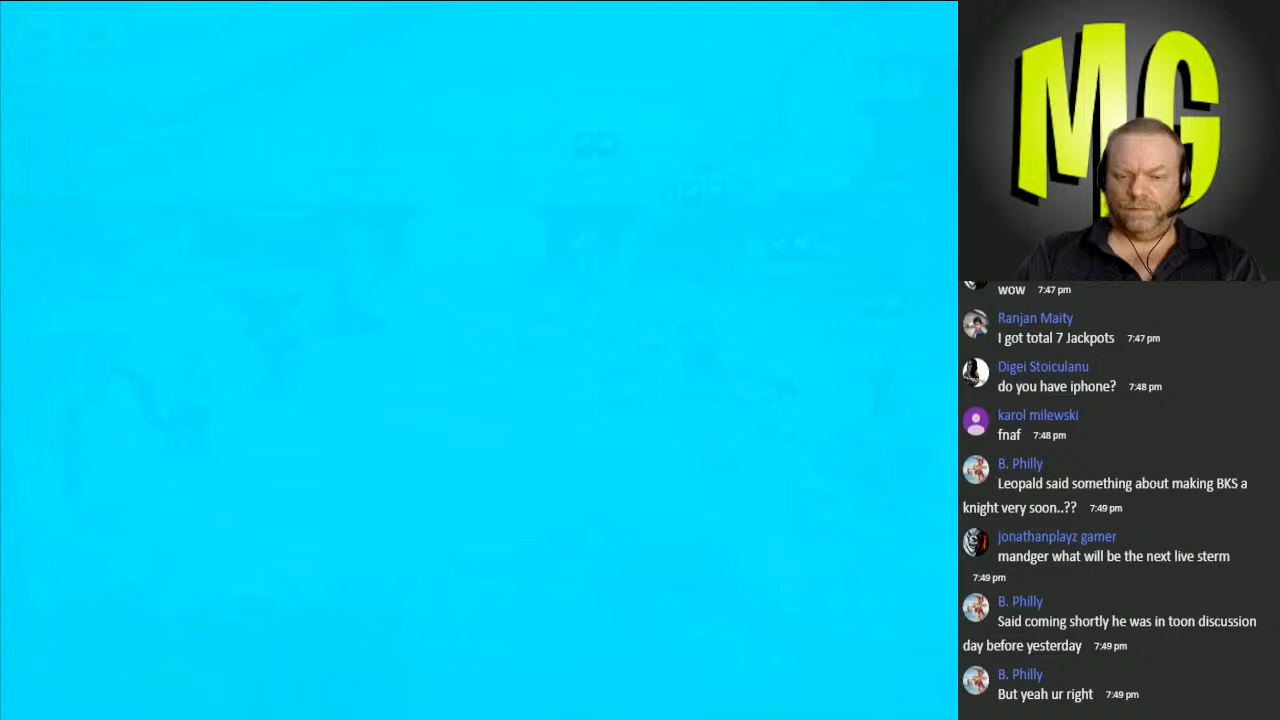 MG
wow 7:47 pm
Ranjan Maity
I got total 7 Jackpots 7:47 pm
Digei Stoiculanu
do you have iphone? 7:48 pm
karol milewski
fnaf 7:48 pm
B. Philly
Leopald said something about making BKS a
knight very soon..?? 7:49 pm
jonathanplayz gamer
mandger what will be the next live sterm
7:49 pm
B. Philly
Said coming shortly he was in toon discussion
day before yesterday 7:49 pm
B. Philly
But yeah ur right 7:49 pm